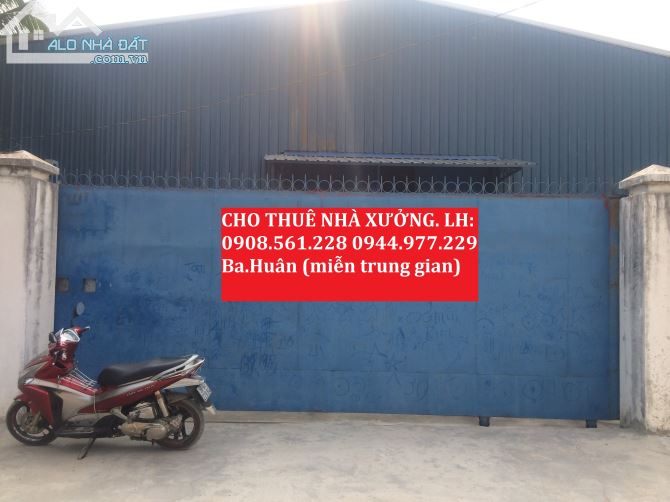 ALO NHÀ ĐẤT
.com.vn
CHO THUÊ NHÀ XƯỞNG. LH:
0908.561.228 0944.977.229
Ba.Huân (miễn trung gian)